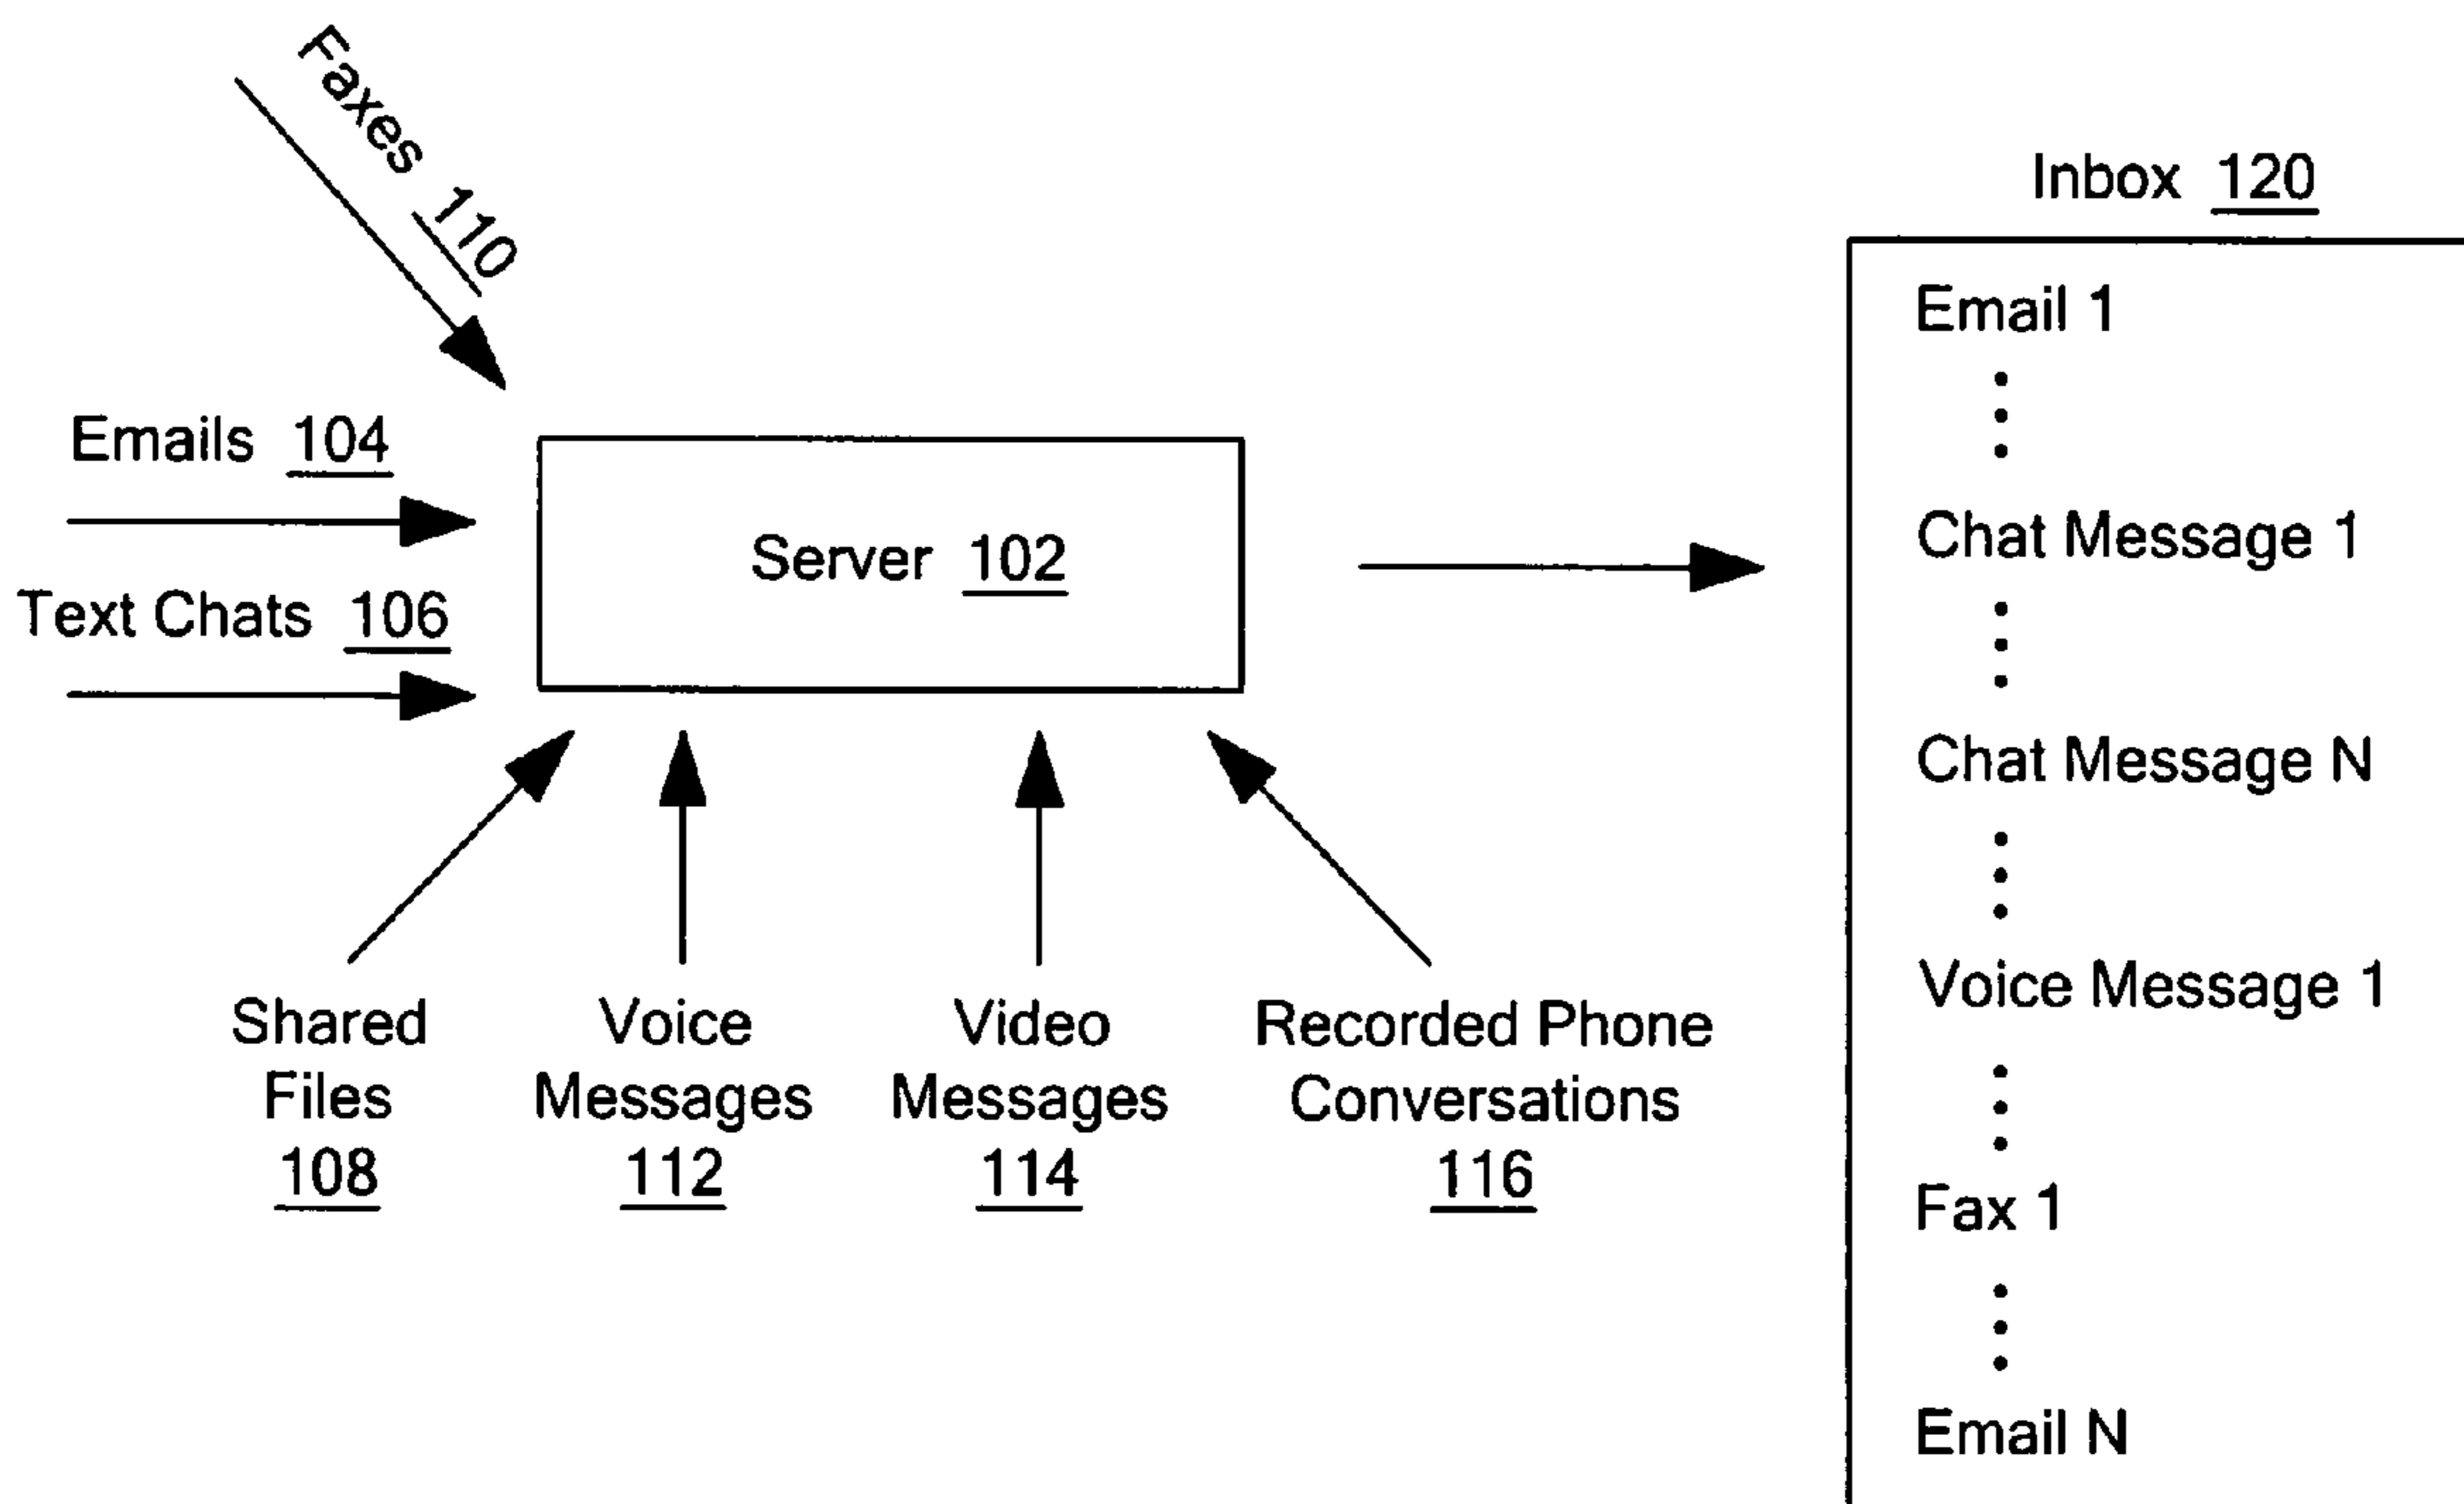 Faxes 110
Inbox 120
Email 1
Emails 104
Chat Message 1
Server 102
Text Chats 106
Chat Message N
Voice Message 1
Shared
Files
108
Voice
Messages
112
Video
Messages
114
Recorded Phone
Conversations
116
Fax 1
Email N